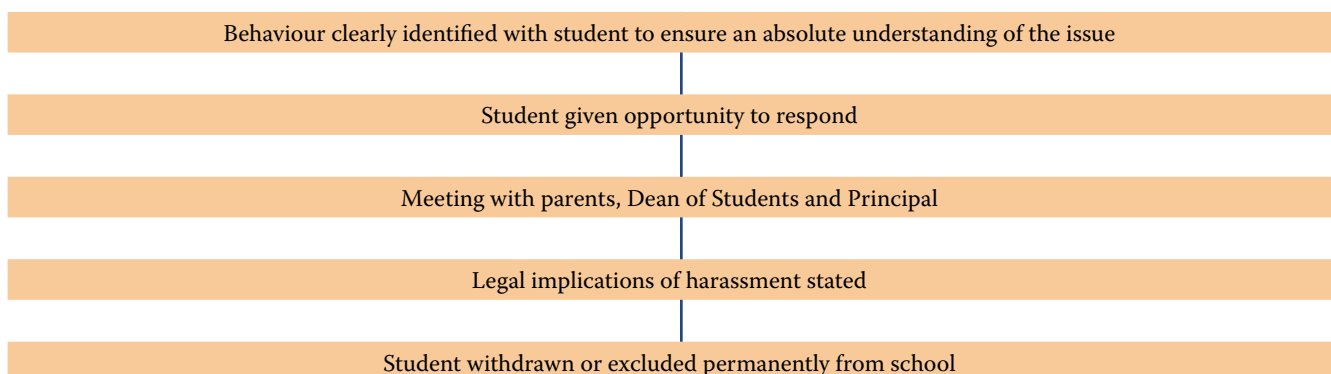 Behaviour clearly identified with student to ensure an absolute understanding of the issue
Student given opportunity to respond
Meeting with parents, Dean of Students and Principal
Legal implications of harassment stated
Student withdrawn or excluded permanently from school